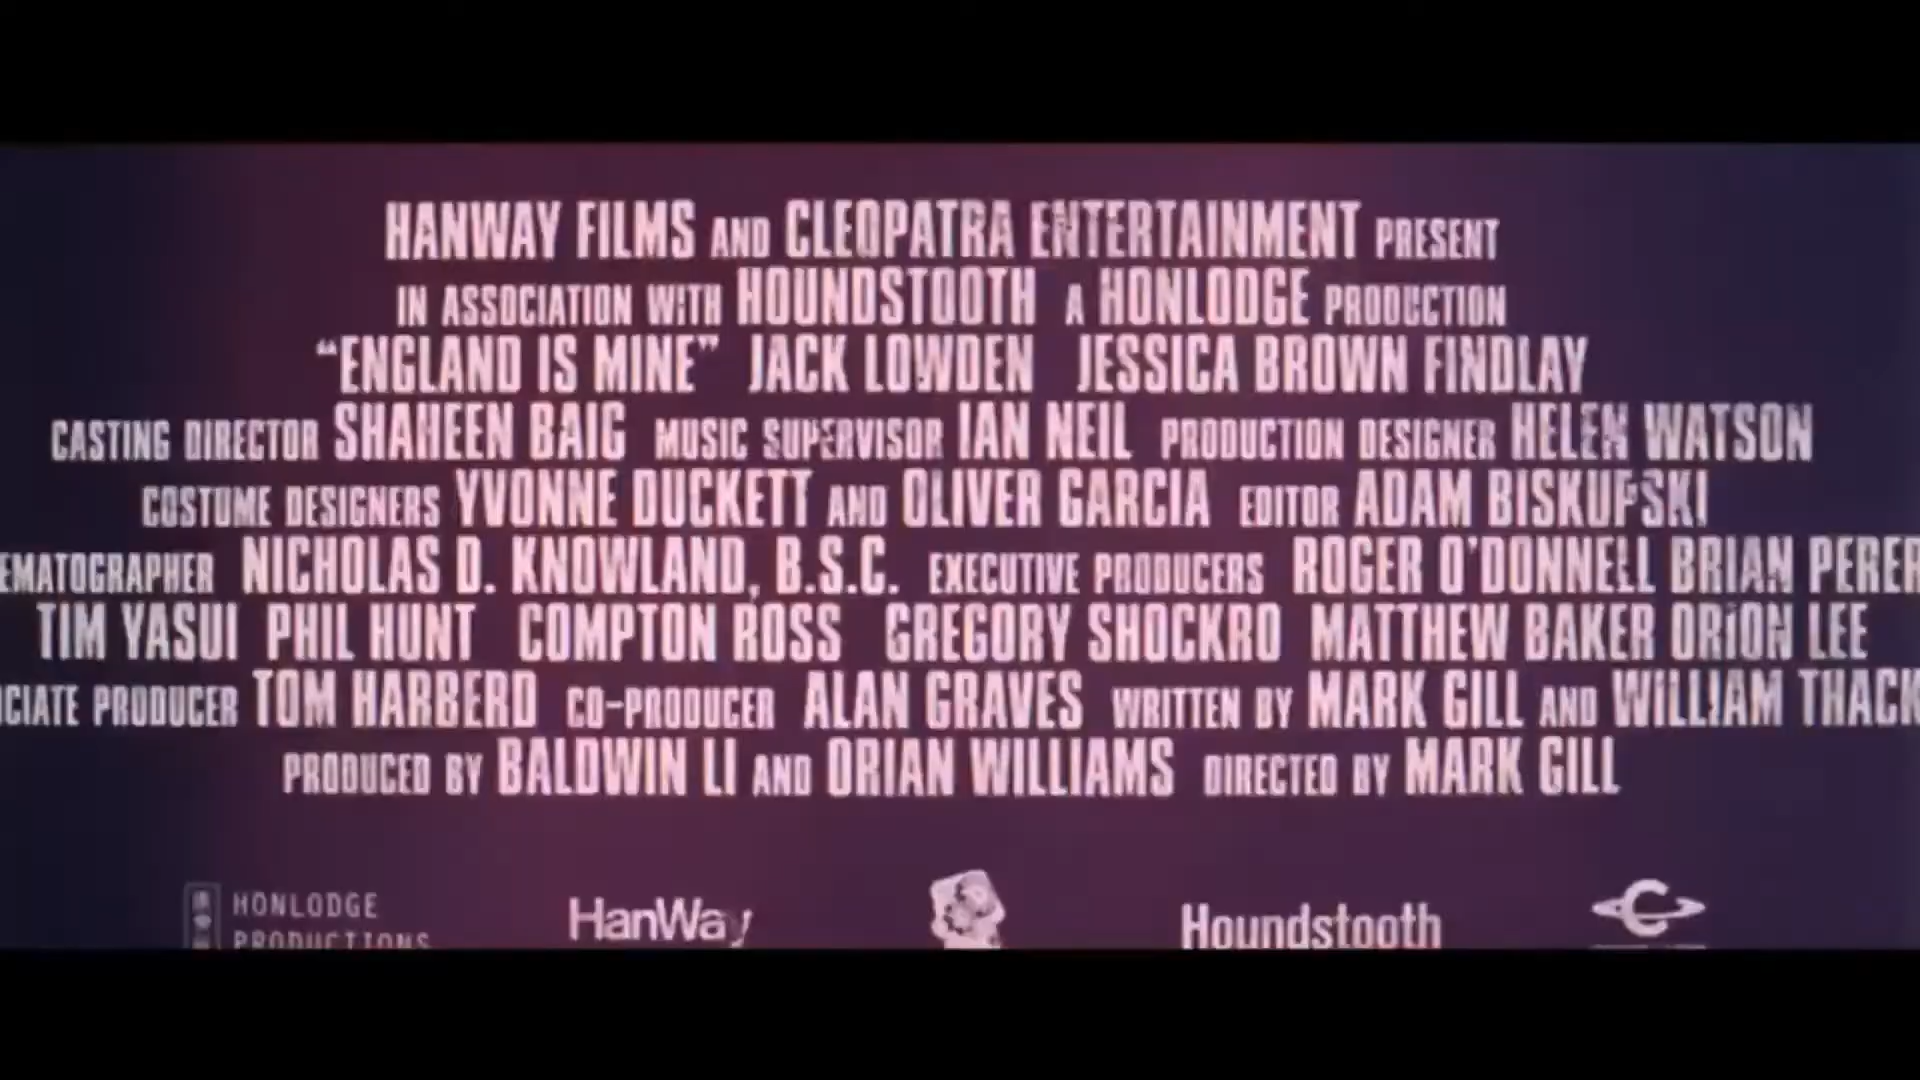 HANWAY FILMS AND CLEOPATRA ENTERTAINMENT PRESENT
IN ASSOCIATION WITH HOUNDSTOOTH A HONLODGE PRODUCTION
“ENGLAND IS MINE” JACK LOWDEN JESSICA BROWN FINDLAY
CASTING DIRECTOR SHAHEEN BAIG MUSIC SUPERVISOR IAN NEIL PRODUCTION DESIGNER HELEN WATSON
COSTUME DESIGNERS YVONNE DUCKETT AND OLIVER GARCIA EDITOR ADAM BISKUPSKI
EMATOGRAPHER NICHOLAS D. KNOWLAND, B.S.C. EXECUTIVE PRODUCERS ROGER O'DONNELL BRIAN PERER
TIM YASUI PHIL HUNT COMPTON ROSS GREGORY SHOCKRO MATTHEW BAKER ORION LEE
CIATE PRODUCER TOM HARBERD CO-PRODUCER ALAN GRAVES WRITTEN BY MARK GILL AND WILLIAM THACK
PRODUCED BY BALDWIN LI AND ORIAN WILLIAMS DIRECTED BY MARK GILL
HONLODGE PRODUCTIONS HanWay Houndstooth C